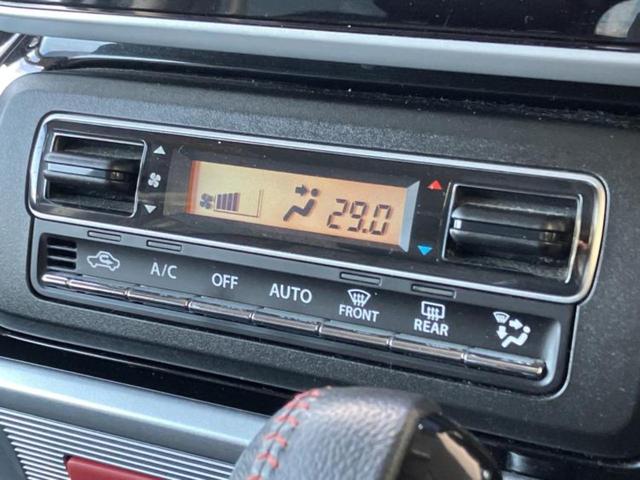 29.0
A/C OFF AUTO FRONT REAR